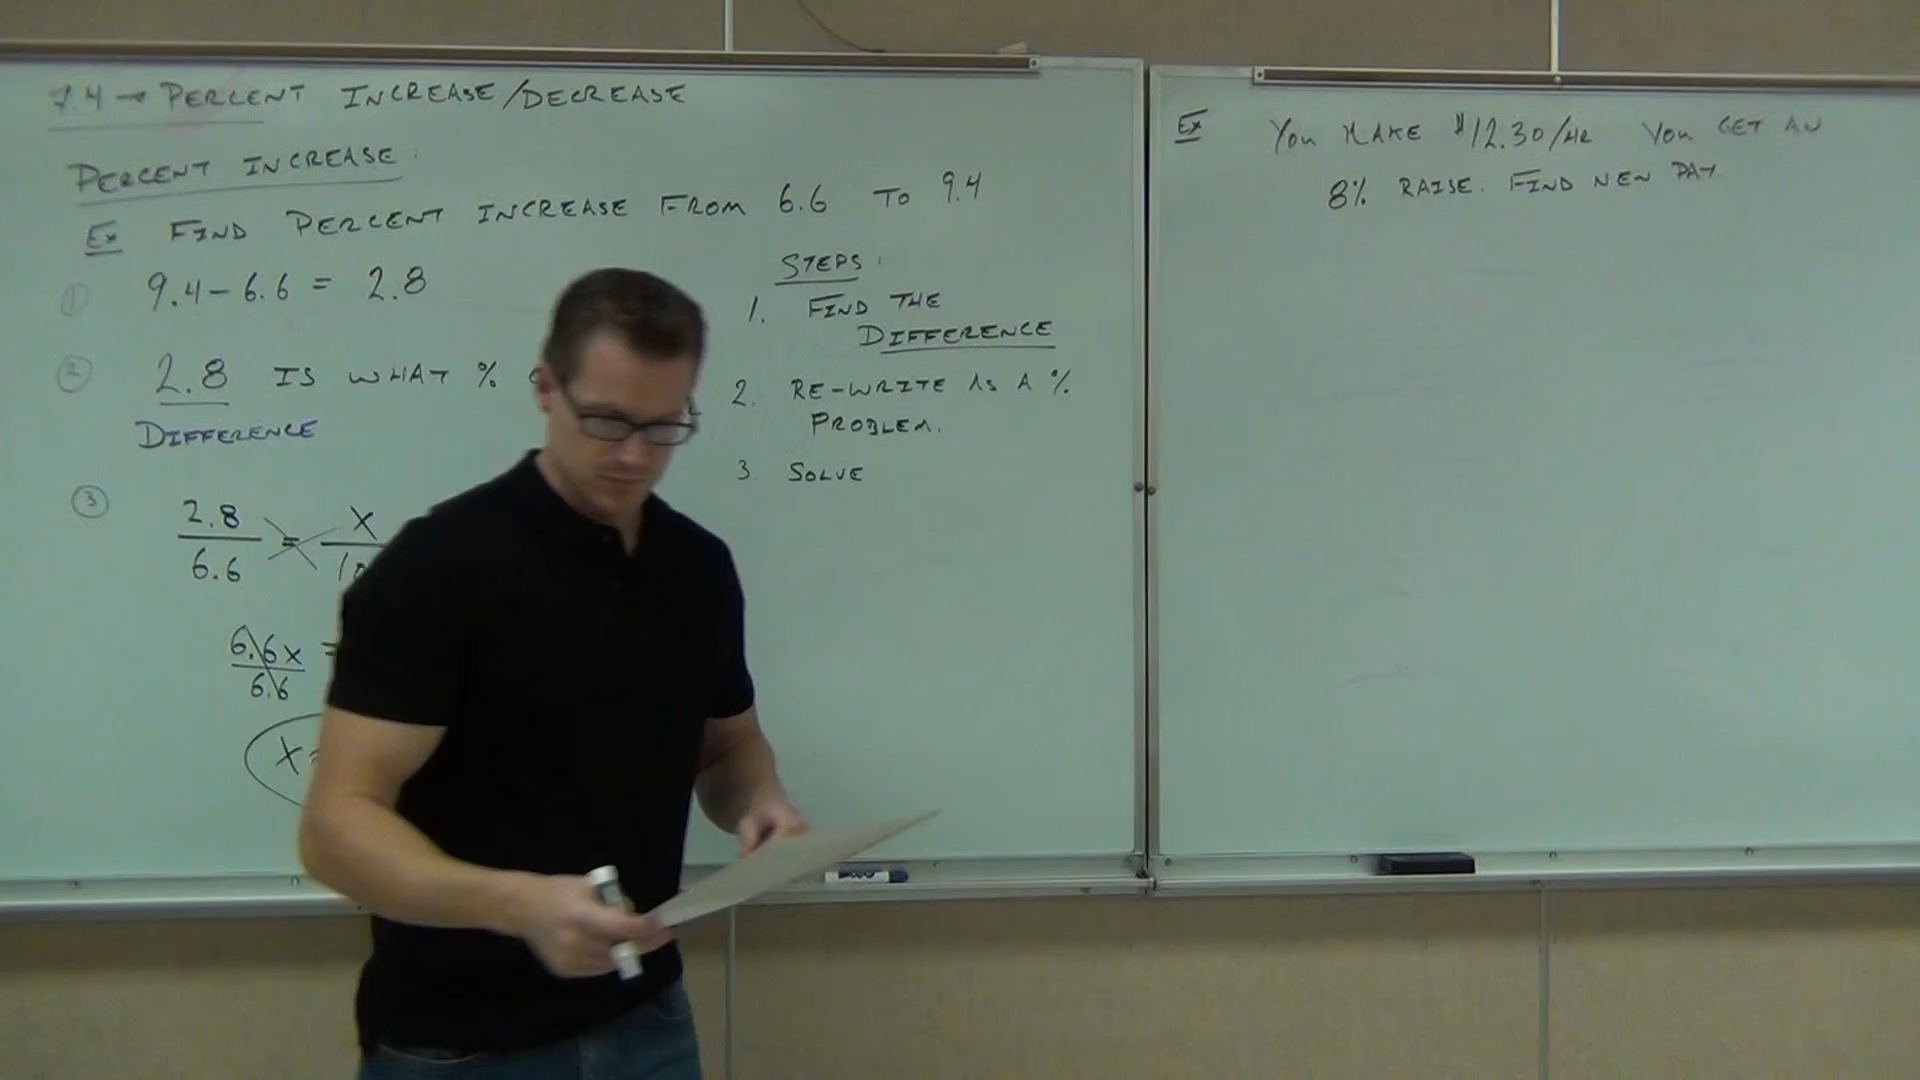 7.4 → PERCENT INCREASE/DECREASE
PERCENT INCREASE:
Ex FIND PERCENT INCREASE FROM 6.6 TO 9.4
① 9.4 - 6.6 = 2.8
② 2.8 IS WHAT %
DIFFERENCE
③ 2.8/6.6 = x/10
6.6x/6.6 =
x =
STEPS:
1. FIND THE
DIFFERENCE
2. RE-WRITE AS A %
PROBLEM.
3. SOLVE
Ex YOU MAKE $12.30/HR YOU GET AN
8% RAISE. FIND NEW PAY.